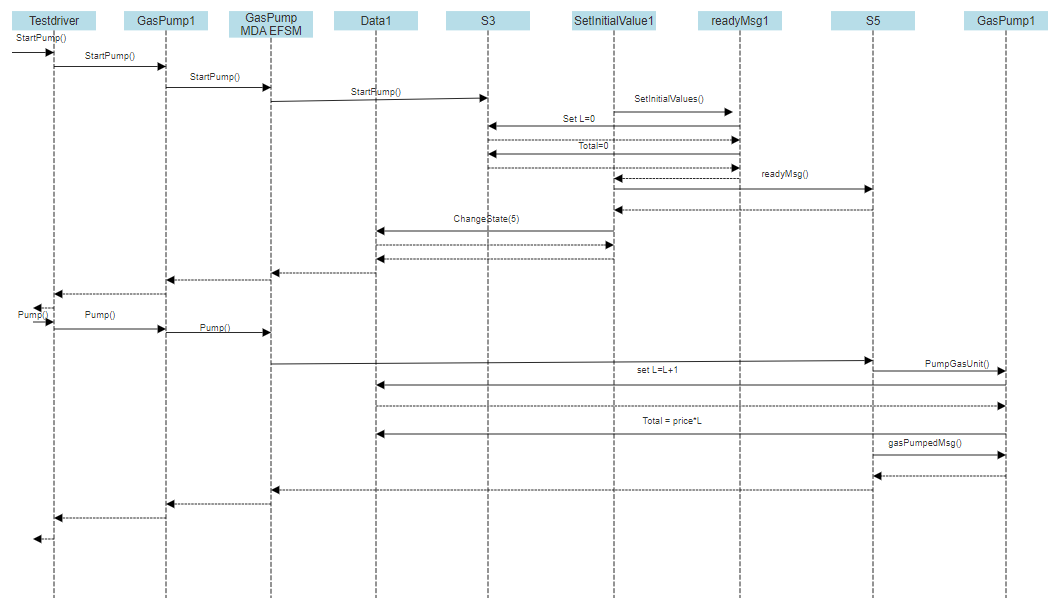 Testdriver
GasPump1
GasPump
MDA EFSM
Data1
S3
SetInitialValue1
readyMsg1
S5
GasPump1
StartPump()
StartPump()
StartPump()
StartPump()
SetInitialValues()
Set L=0
Total=0
readyMsg()
ChangeState(5)
Pump()
Pump()
Pump()
PumpGasUnit()
set L=L+1
Total = price*L
gasPumpedMsg()